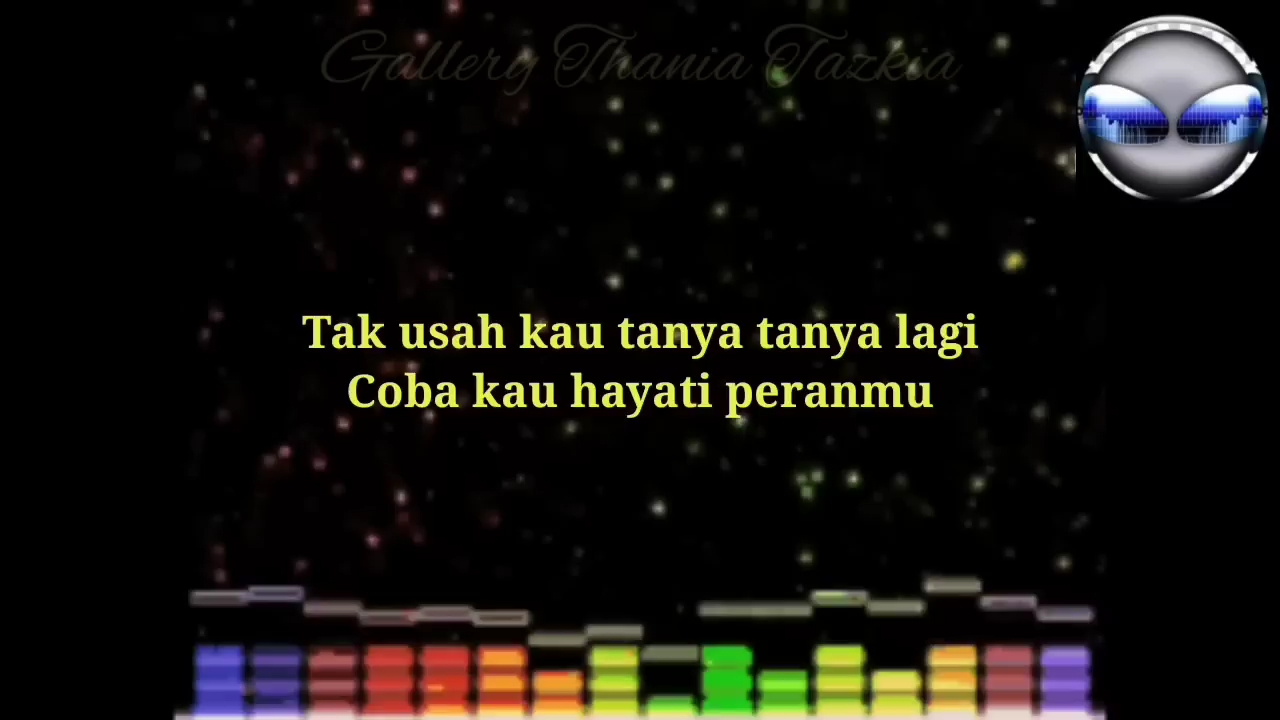 Gallery Thania Tazkia
Tak usah kau tanya tanya lagi
Coba kau hayati peranmu